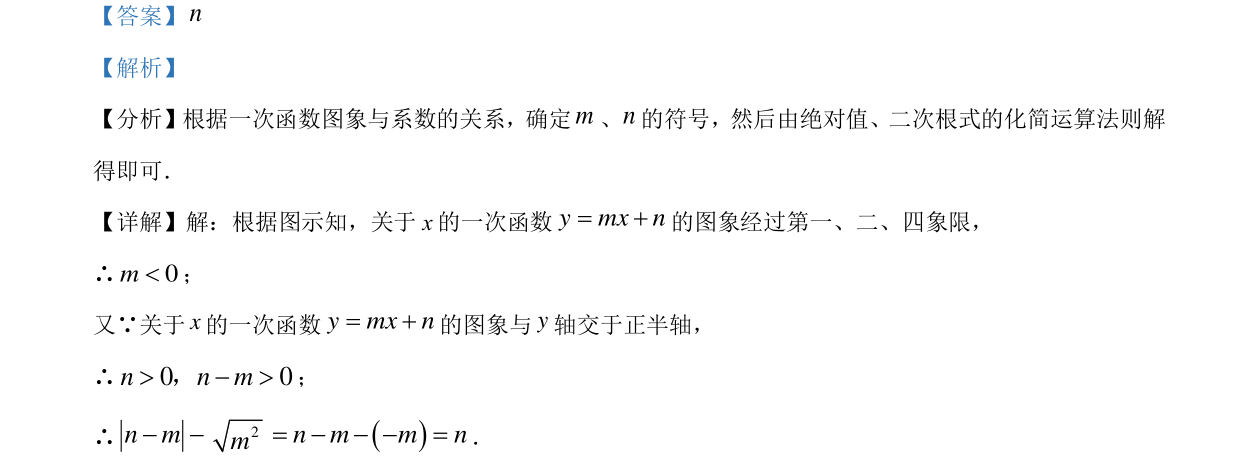 【答案】n
【解析】
【分析】根据一次函数图象与系数的关系，确定m、n的符号，然后由绝对值、二次根式的化简运算法则解
得即可．
【详解】解：根据图示知，关于x的一次函数y=mx+n的图象经过第一、二、四象限，
∴m<0；
又∵关于x的一次函数y=mx+n的图象与y轴交于正半轴，
∴n>0，n−m>0；
∴|n−m|−√m²=n−m−(−m)=n．